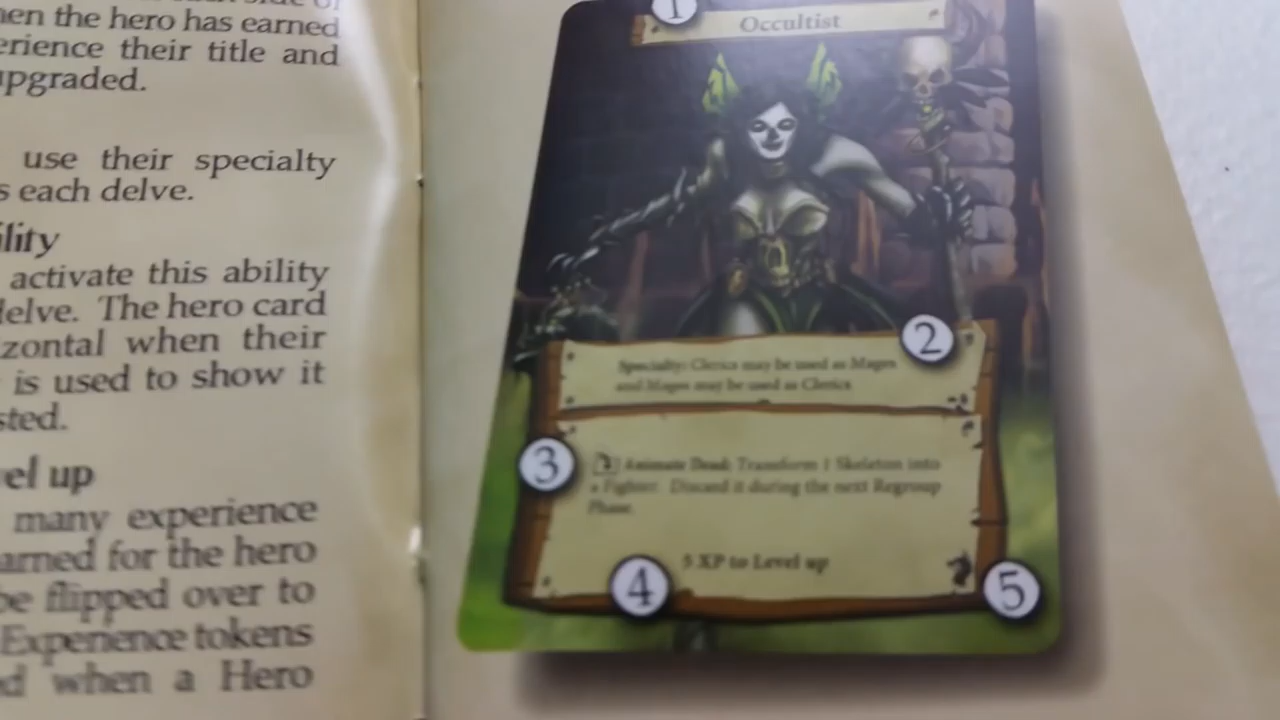 hen the hero has earned
erience their title and
upgraded.
use their specialty
s each delve.
ility
activate this ability
delve. The hero card
zontal when their
is used to show it
sted.
vel up
many experience
arned for the hero
be flipped over to
Experience tokens
d when a Hero
1
Occultist
2
Specialty: Clerics may be used as Mages
and Mages may be used as Clerics
3
Animate Dead: Transform 1 Skeleton into
a Fighter. Discard it during the next Regroup
Phase.
5 XP to Level up
4
5